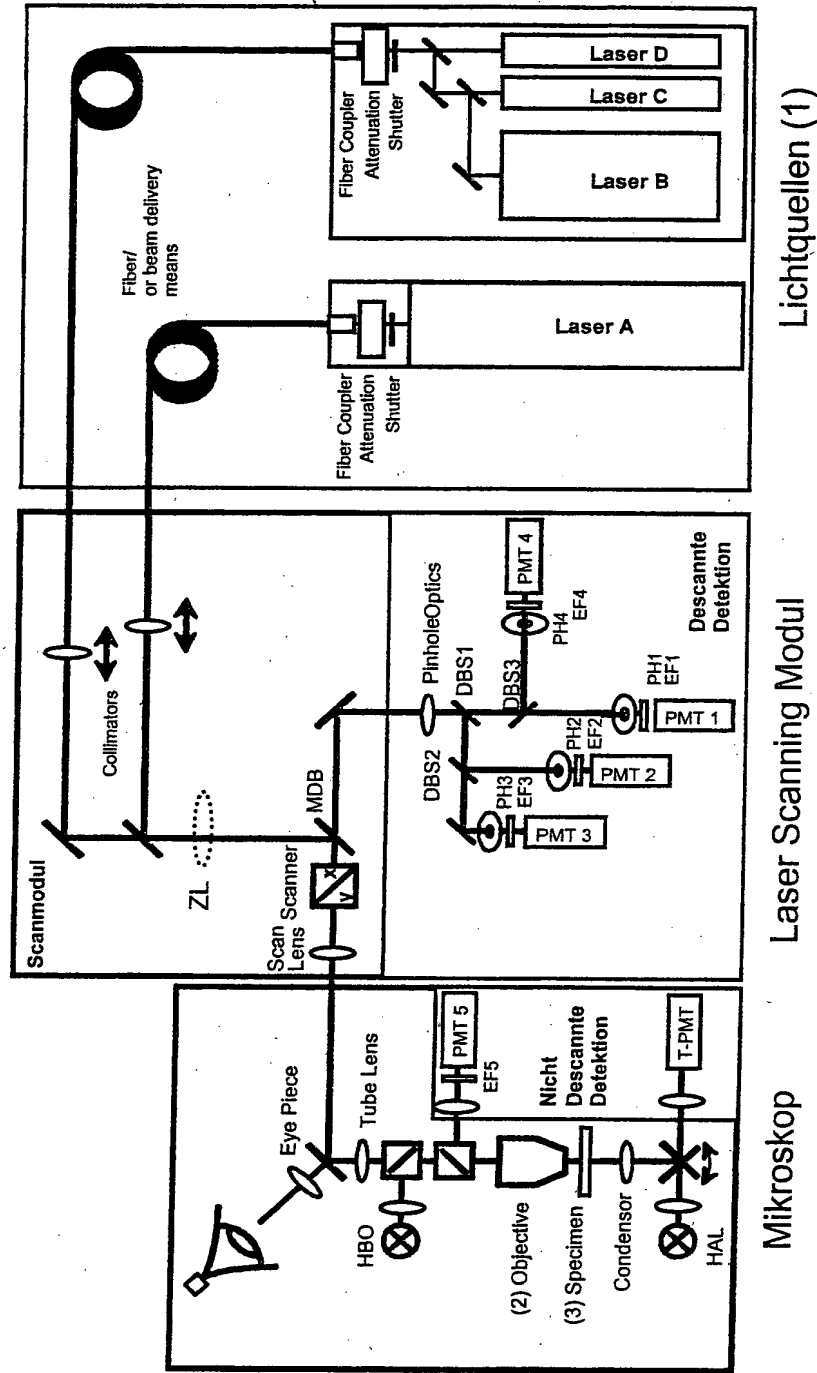 Fiber/
or beam delivery
means
Fiber Coupler
Attenuation
Shutter
Laser A
Fiber Coupler
Attenuation
Shutter
Laser B
Laser C
Laser D
Lichtquellen (1)
Scanmodul
Collimators
ZL
MDB
Scanner
x
y
Scan
Lens
PinholeOptics
DBS1
DBS2
DBS3
PH4
EF4
PMT 4
PH1
EF1
PMT 1
PH2
EF2
PMT 2
PH3
EF3
PMT 3
Descannte
Detektion
Laser Scanning Modul
Eye Piece
Tube Lens
HBO
EF5
PMT 5
Nicht
Descannte
Detektion
(2) Objective
(3) Specimen
Condensor
HAL
T-PMT
Mikroskop